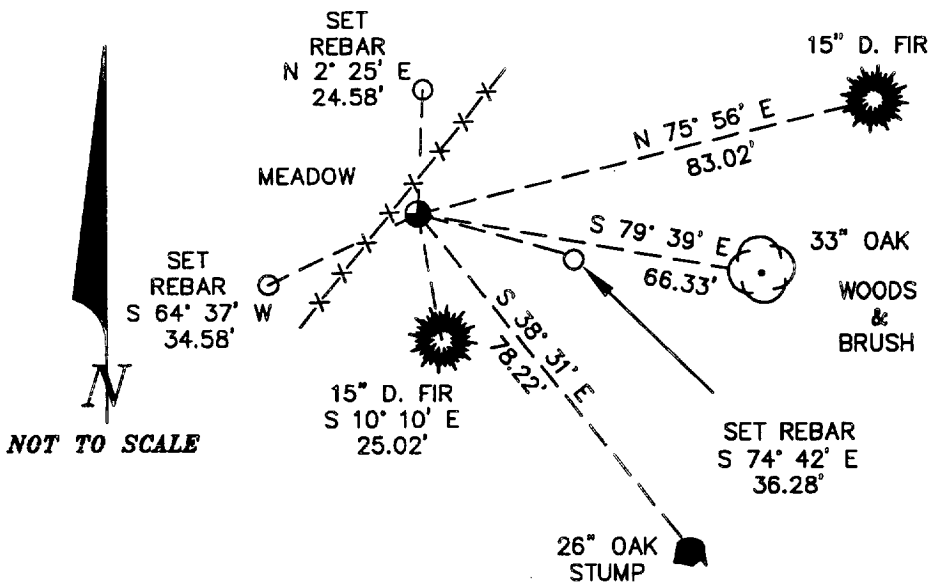 SET
REBAR
N 2° 25' E
24.58'
15" D. FIR
N 75° 56' E
83.02'
MEADOW
S 79° 39' E
66.33'
33" OAK
WOODS
&
BRUSH
SET
REBAR
S 64° 37' W
34.58'
S 38° 31' E
78.22'
15" D. FIR
S 10° 10' E
25.02'
N
NOT TO SCALE
SET REBAR
S 74° 42' E
36.28'
26" OAK
STUMP